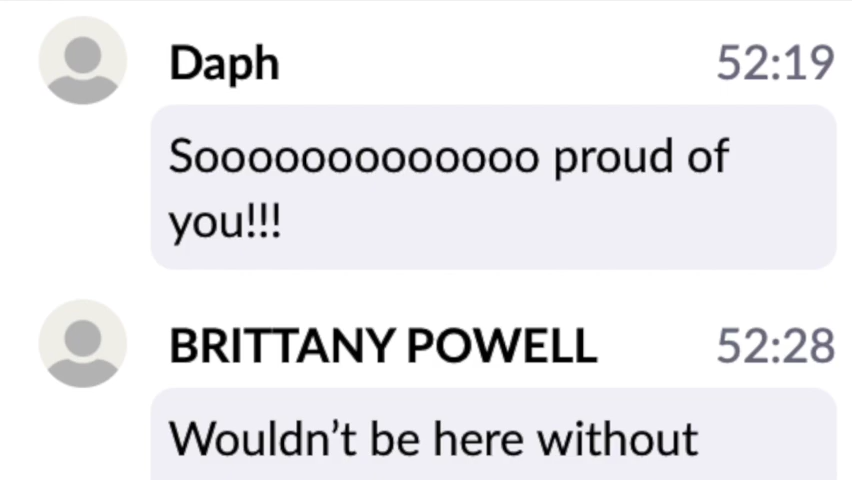 Daph 52:19
Sooooooooooooo proud of
you!!!
BRITTANY POWELL 52:28
Wouldn’t be here without